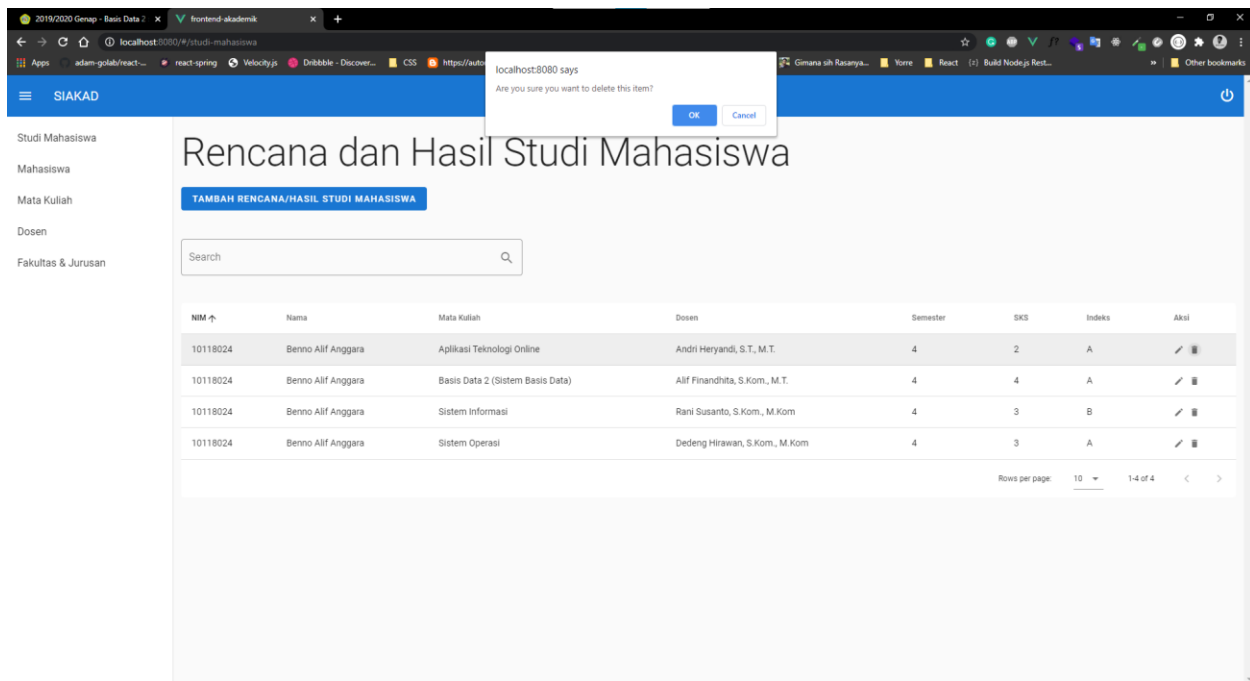 2019/2020 Genap - Basis Data 2
frontend-akademik
localhost:8080/#/studi-mahasiswa
Apps adam-golab/react-... react-spring Velocity.js Dribbble - Discover... CSS https://auto Gimana sih Rasanya... Yorre React Build Node.js Rest... Other bookmarks
localhost:8080 says
Are you sure you want to delete this item?
OK Cancel
SIAKAD
Studi Mahasiswa
Mahasiswa
Mata Kuliah
Dosen
Fakultas & Jurusan
Rencana dan Hasil Studi Mahasiswa
TAMBAH RENCANA/HASIL STUDI MAHASISWA
Search
NIM Nama Mata Kuliah Dosen Semester SKS Indeks Aksi
10118024 Benno Alif Anggara Aplikasi Teknologi Online Andri Heryandi, S.T., M.T. 4 2 A
10118024 Benno Alif Anggara Basis Data 2 (Sistem Basis Data) Alif Finandhita, S.Kom., M.T. 4 4 A
10118024 Benno Alif Anggara Sistem Informasi Rani Susanto, S.Kom., M.Kom 4 3 B
10118024 Benno Alif Anggara Sistem Operasi Dedeng Hirawan, S.Kom., M.Kom 4 3 A
Rows per page: 10 1-4 of 4